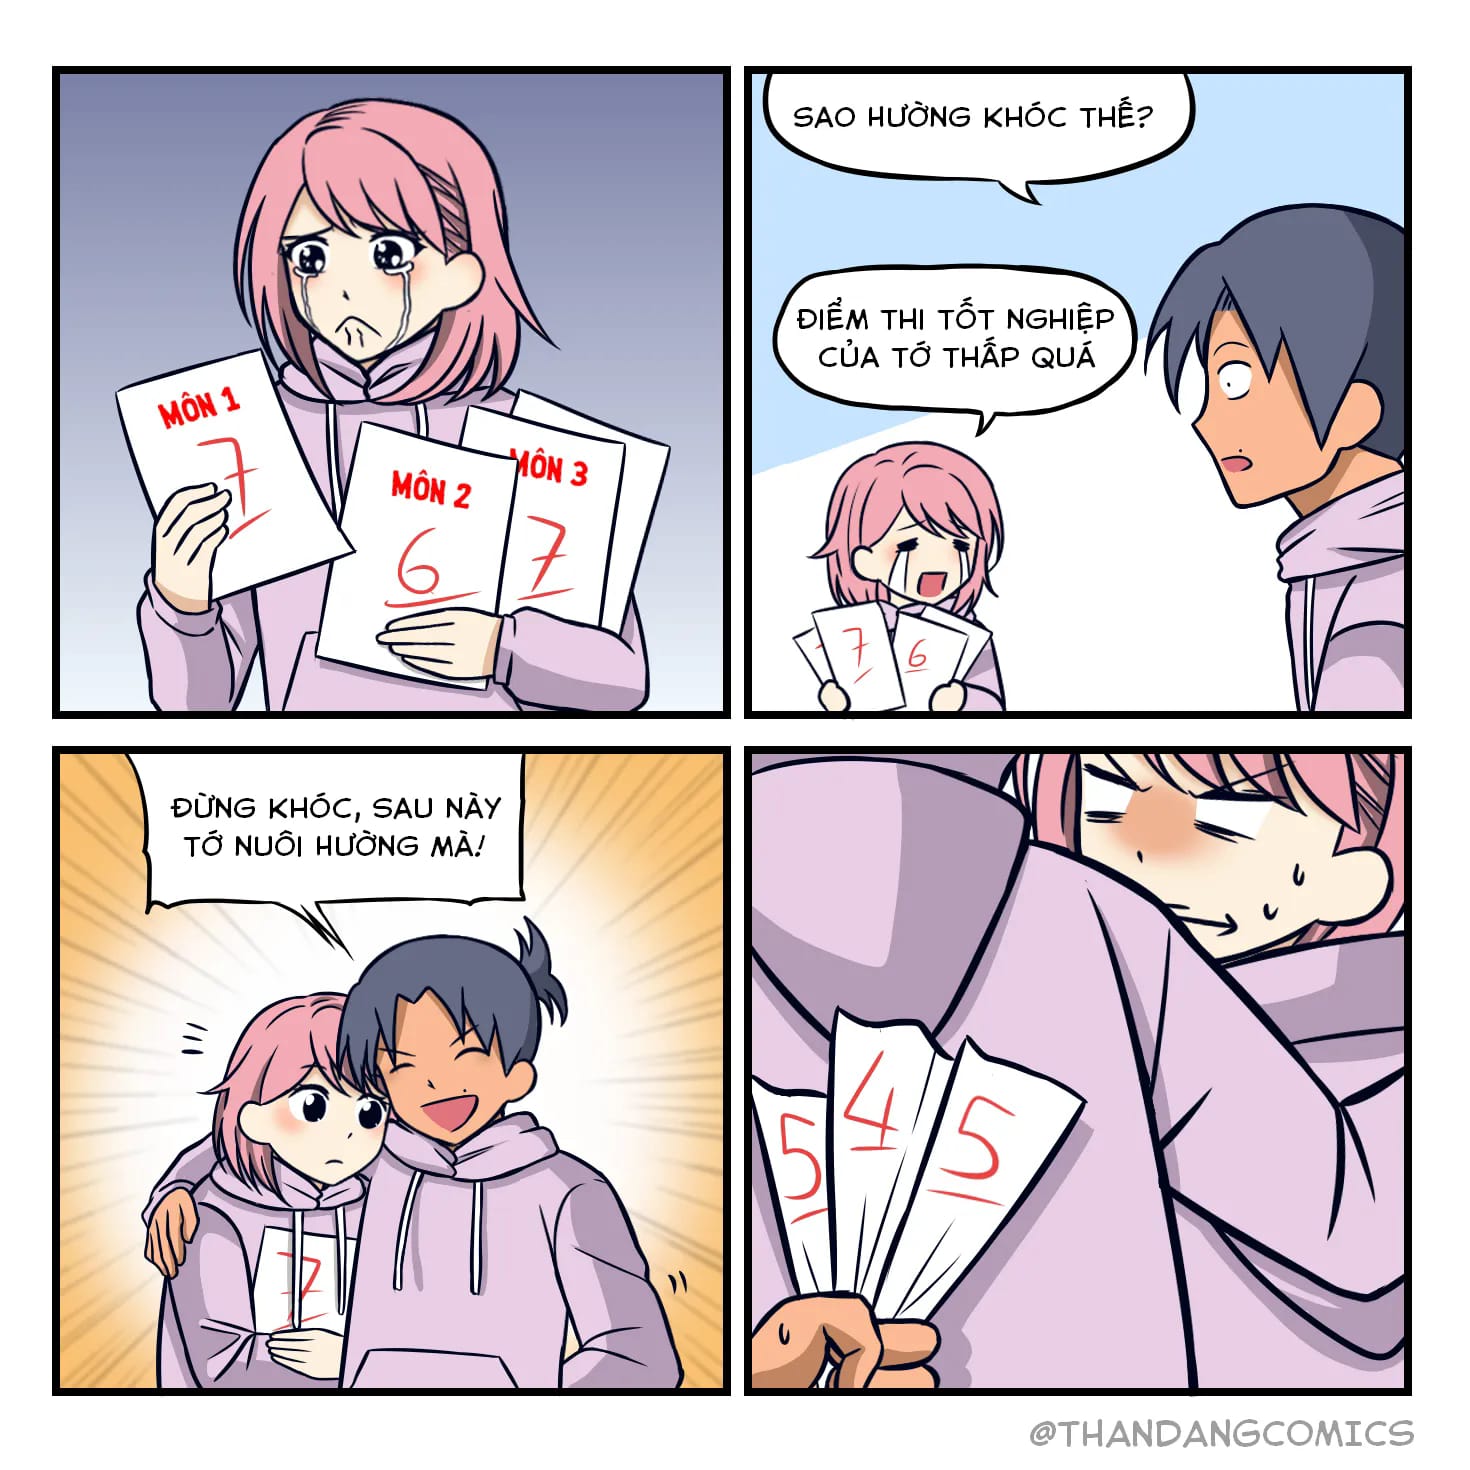 MÔN 1
7
MÔN 2
6
MÔN 3
7
SAO HƯỜNG KHÓC THẾ?
ĐIỂM THI TỐT NGHIỆP
CỦA TỚ THẤP QUÁ
7
6
ĐỪNG KHÓC, SAU NÀY
TỚ NUÔI HƯỜNG MÀ!
7
5
4
5
@THANDANGCOMICS